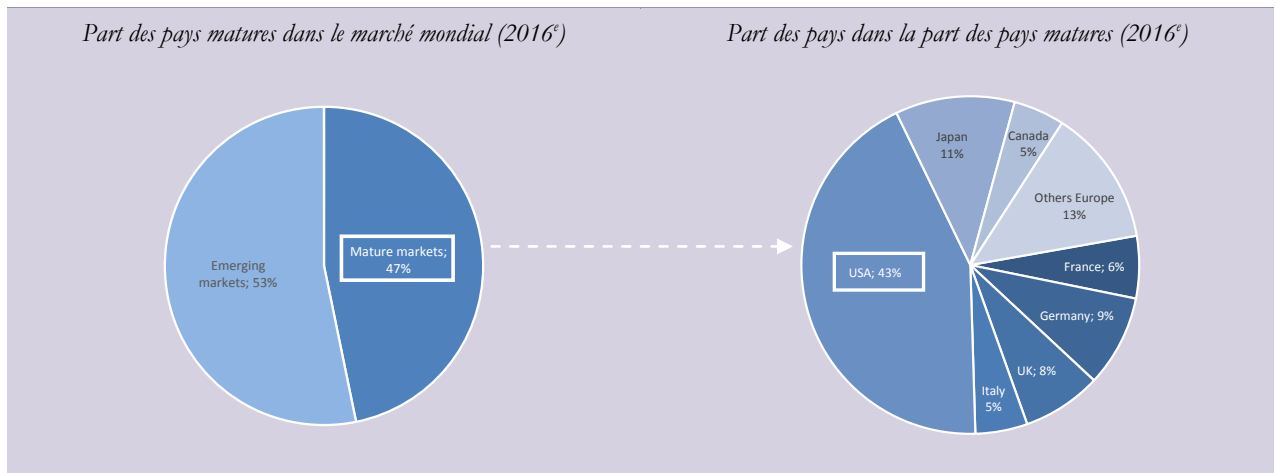 Part des pays matures dans le marché mondial (2016ᵉ)
Part des pays dans la part des pays matures (2016ᵉ)
Emerging
markets; 53%
Mature markets;
47%
Japan
11%
Canada
5%
Others Europe
13%
USA; 43%
France; 6%
Germany; 9%
UK; 8%
Italy
5%